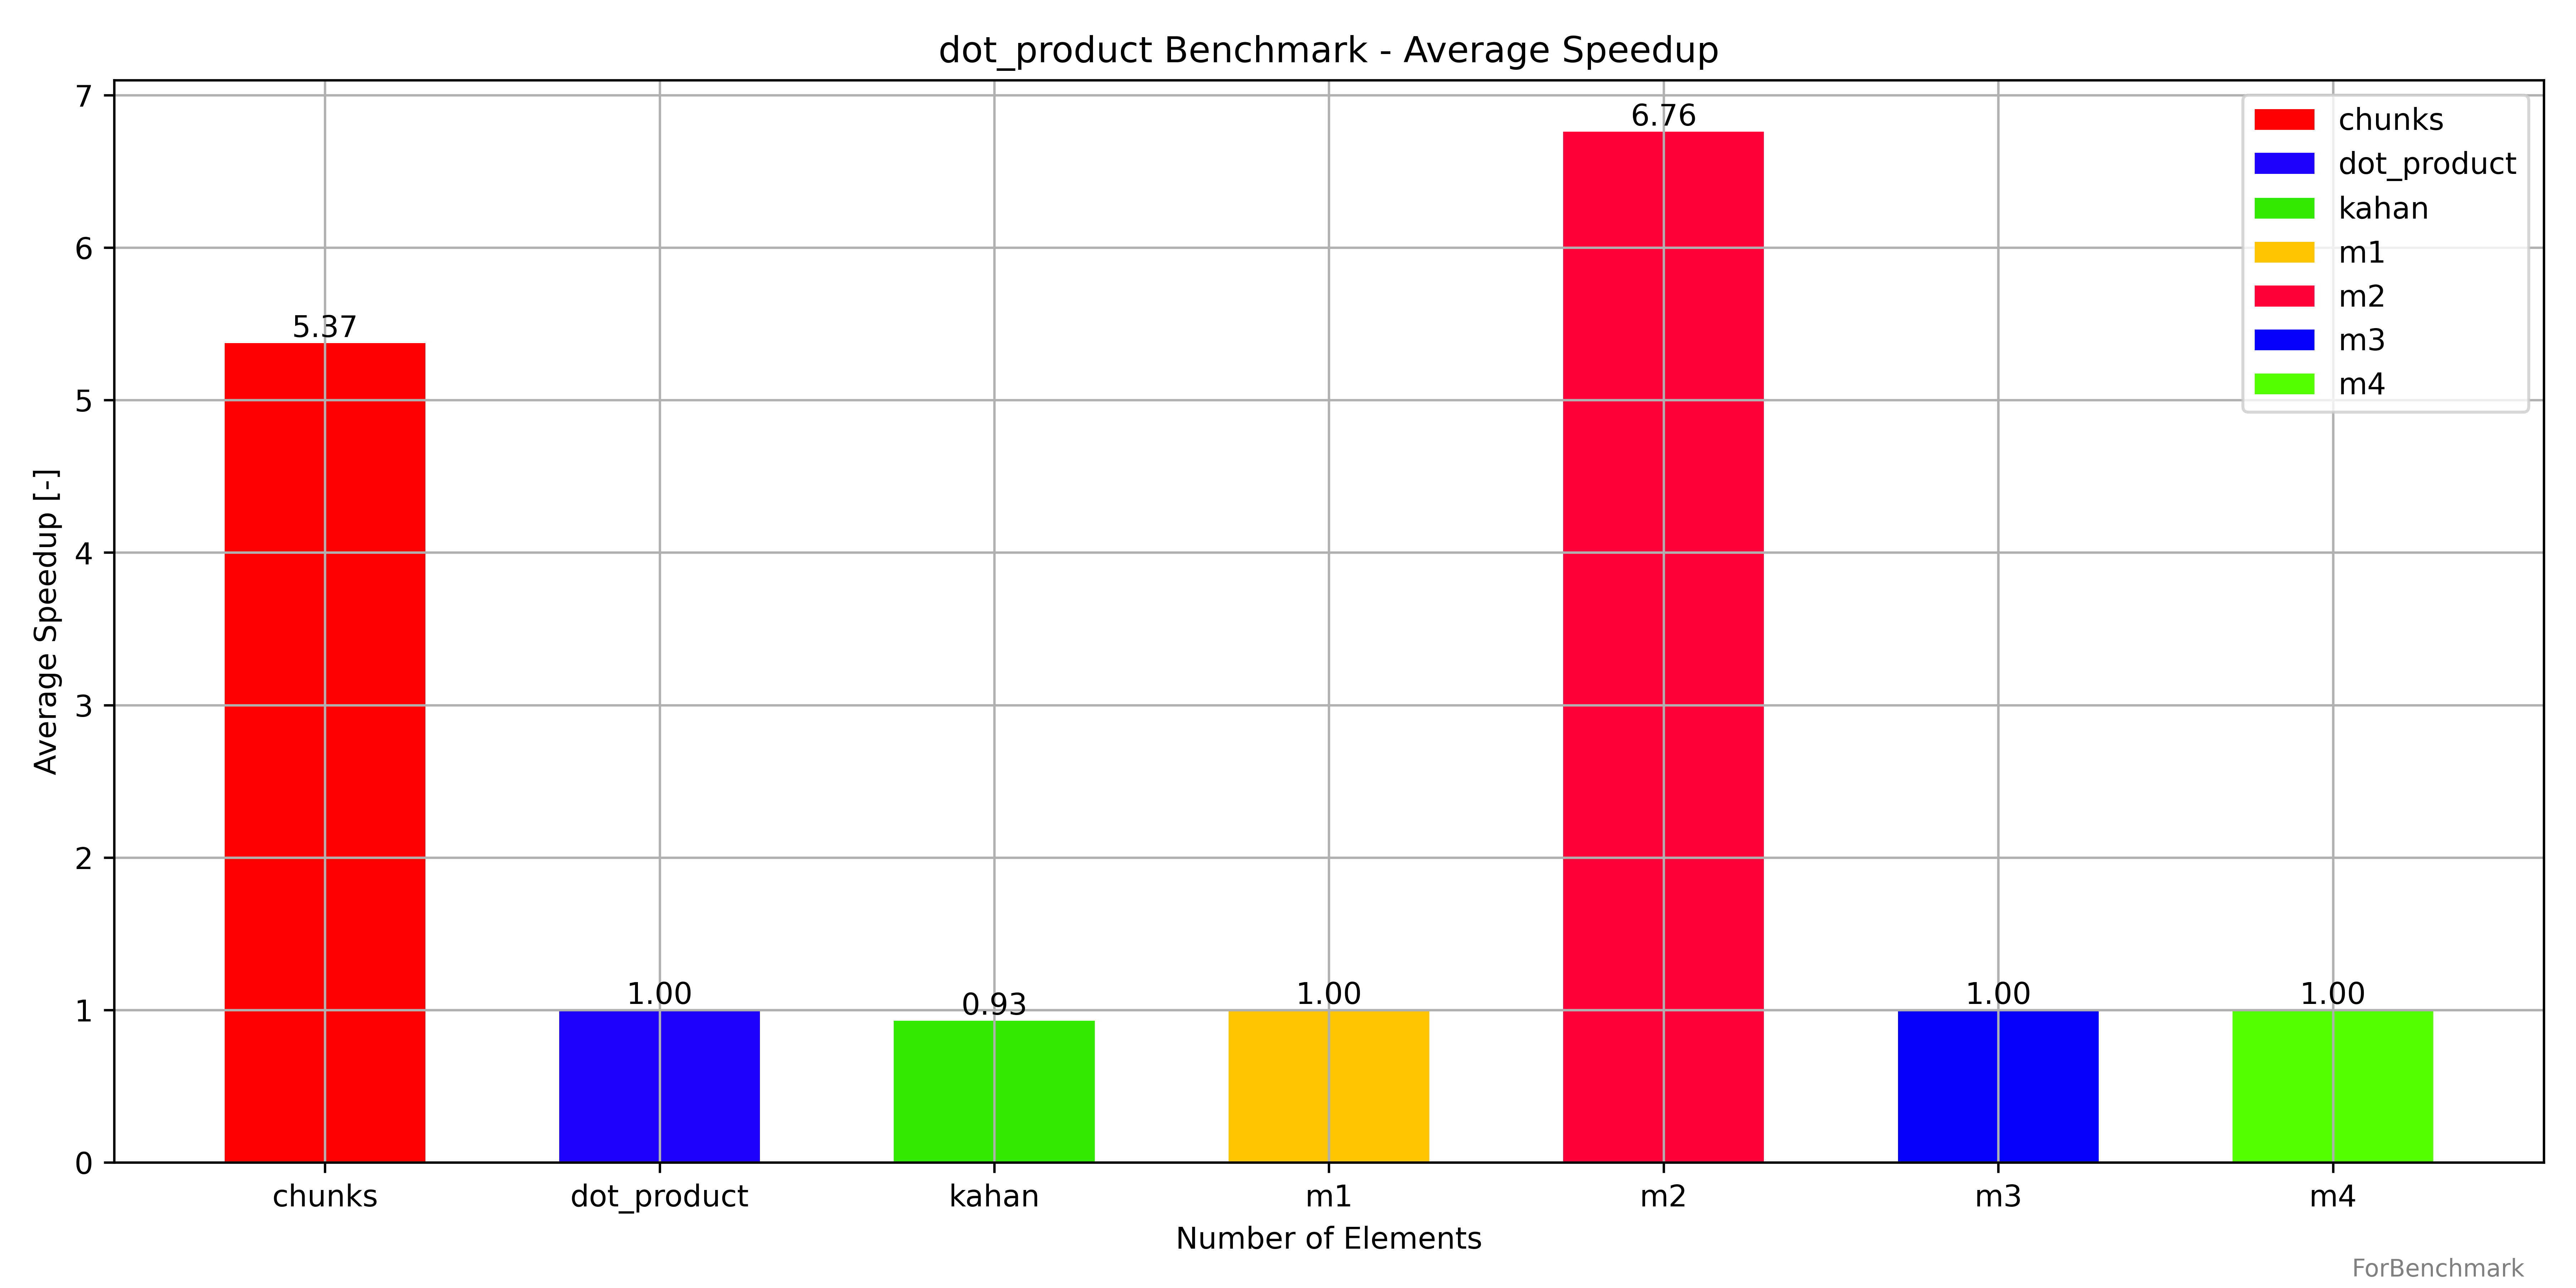 dot_product Benchmark - Average Speedup
7
6
5
4
3
2
1
0
Average Speedup [-]
5.37
1.00
0.93
1.00
6.76
1.00
1.00
chunks
dot_product
kahan
m1
m2
m3
m4
chunks
dot_product
kahan
m1
m2
m3
m4
Number of Elements
ForBenchmark